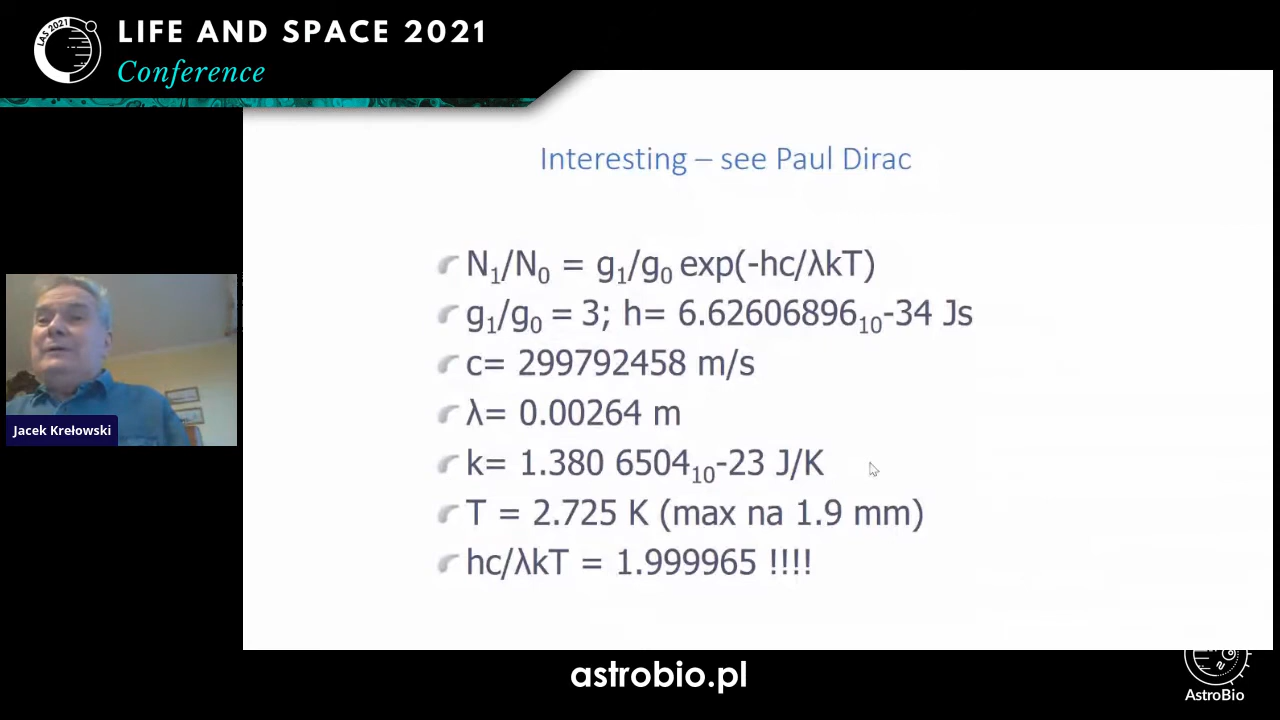 LAS 2021
LIFE AND SPACE 2021
Conference
Interesting – see Paul Dirac
N₁/N₀ = g₁/g₀ exp(-hc/λkT)
g₁/g₀ = 3; h= 6.62606896₁₀-34 Js
c= 299792458 m/s
λ= 0.00264 m
k= 1.380 6504₁₀-23 J/K
T = 2.725 K (max na 1.9 mm)
hc/λkT = 1.999965 !!!!
Jacek Krełowski
astrobio.pl
AstroBio